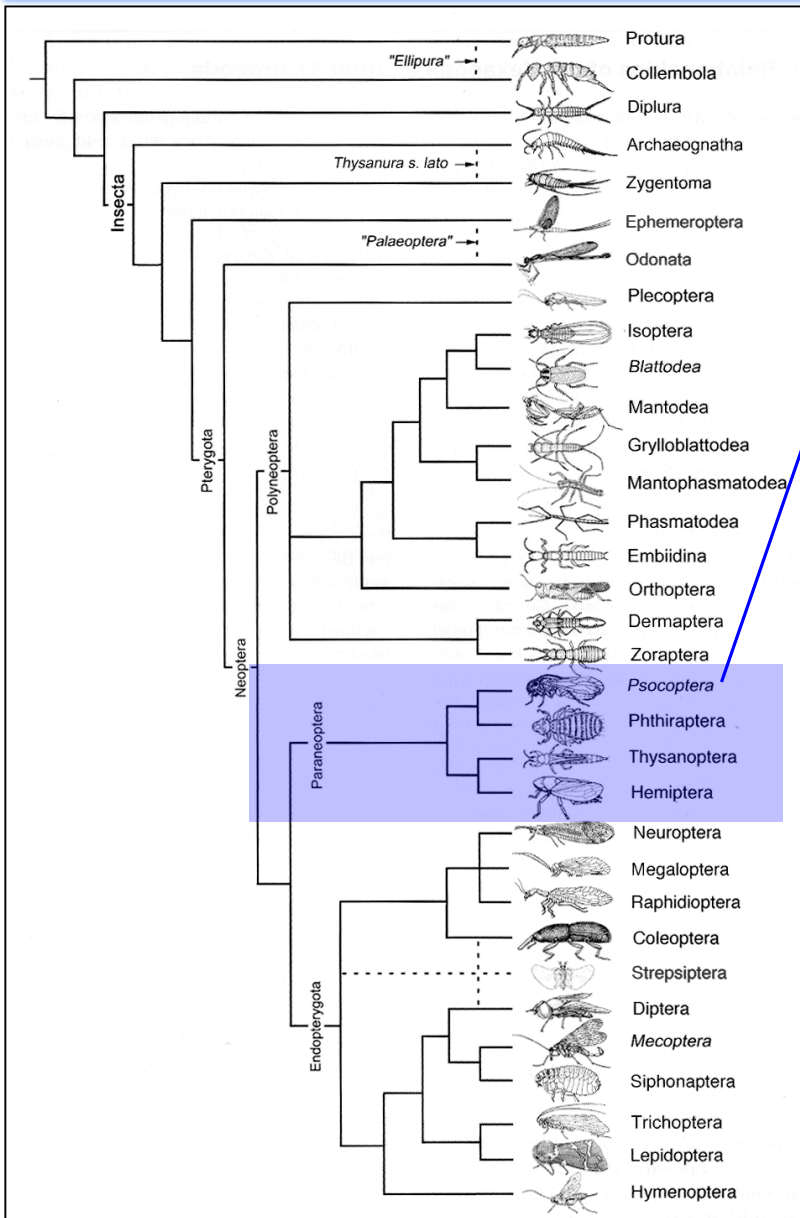 Protura
"Ellipura"
Collembola
Diplura
Archaeognatha
Thysanura s. lato
Zygentoma
Insecta
Ephemeroptera
"Palaeoptera"
Odonata
Plecoptera
Isoptera
Blattodea
Mantodea
Grylloblattodea
Pterygota
Polyneoptera
Mantophasmatodea
Phasmatodea
Embiidina
Orthoptera
Dermaptera
Zoraptera
Neoptera
Psocoptera
Phthiraptera
Paraneoptera
Thysanoptera
Hemiptera
Neuroptera
Megaloptera
Raphidioptera
Coleoptera
Strepsiptera
Diptera
Endopterygota
Mecoptera
Siphonaptera
Trichoptera
Lepidoptera
Hymenoptera